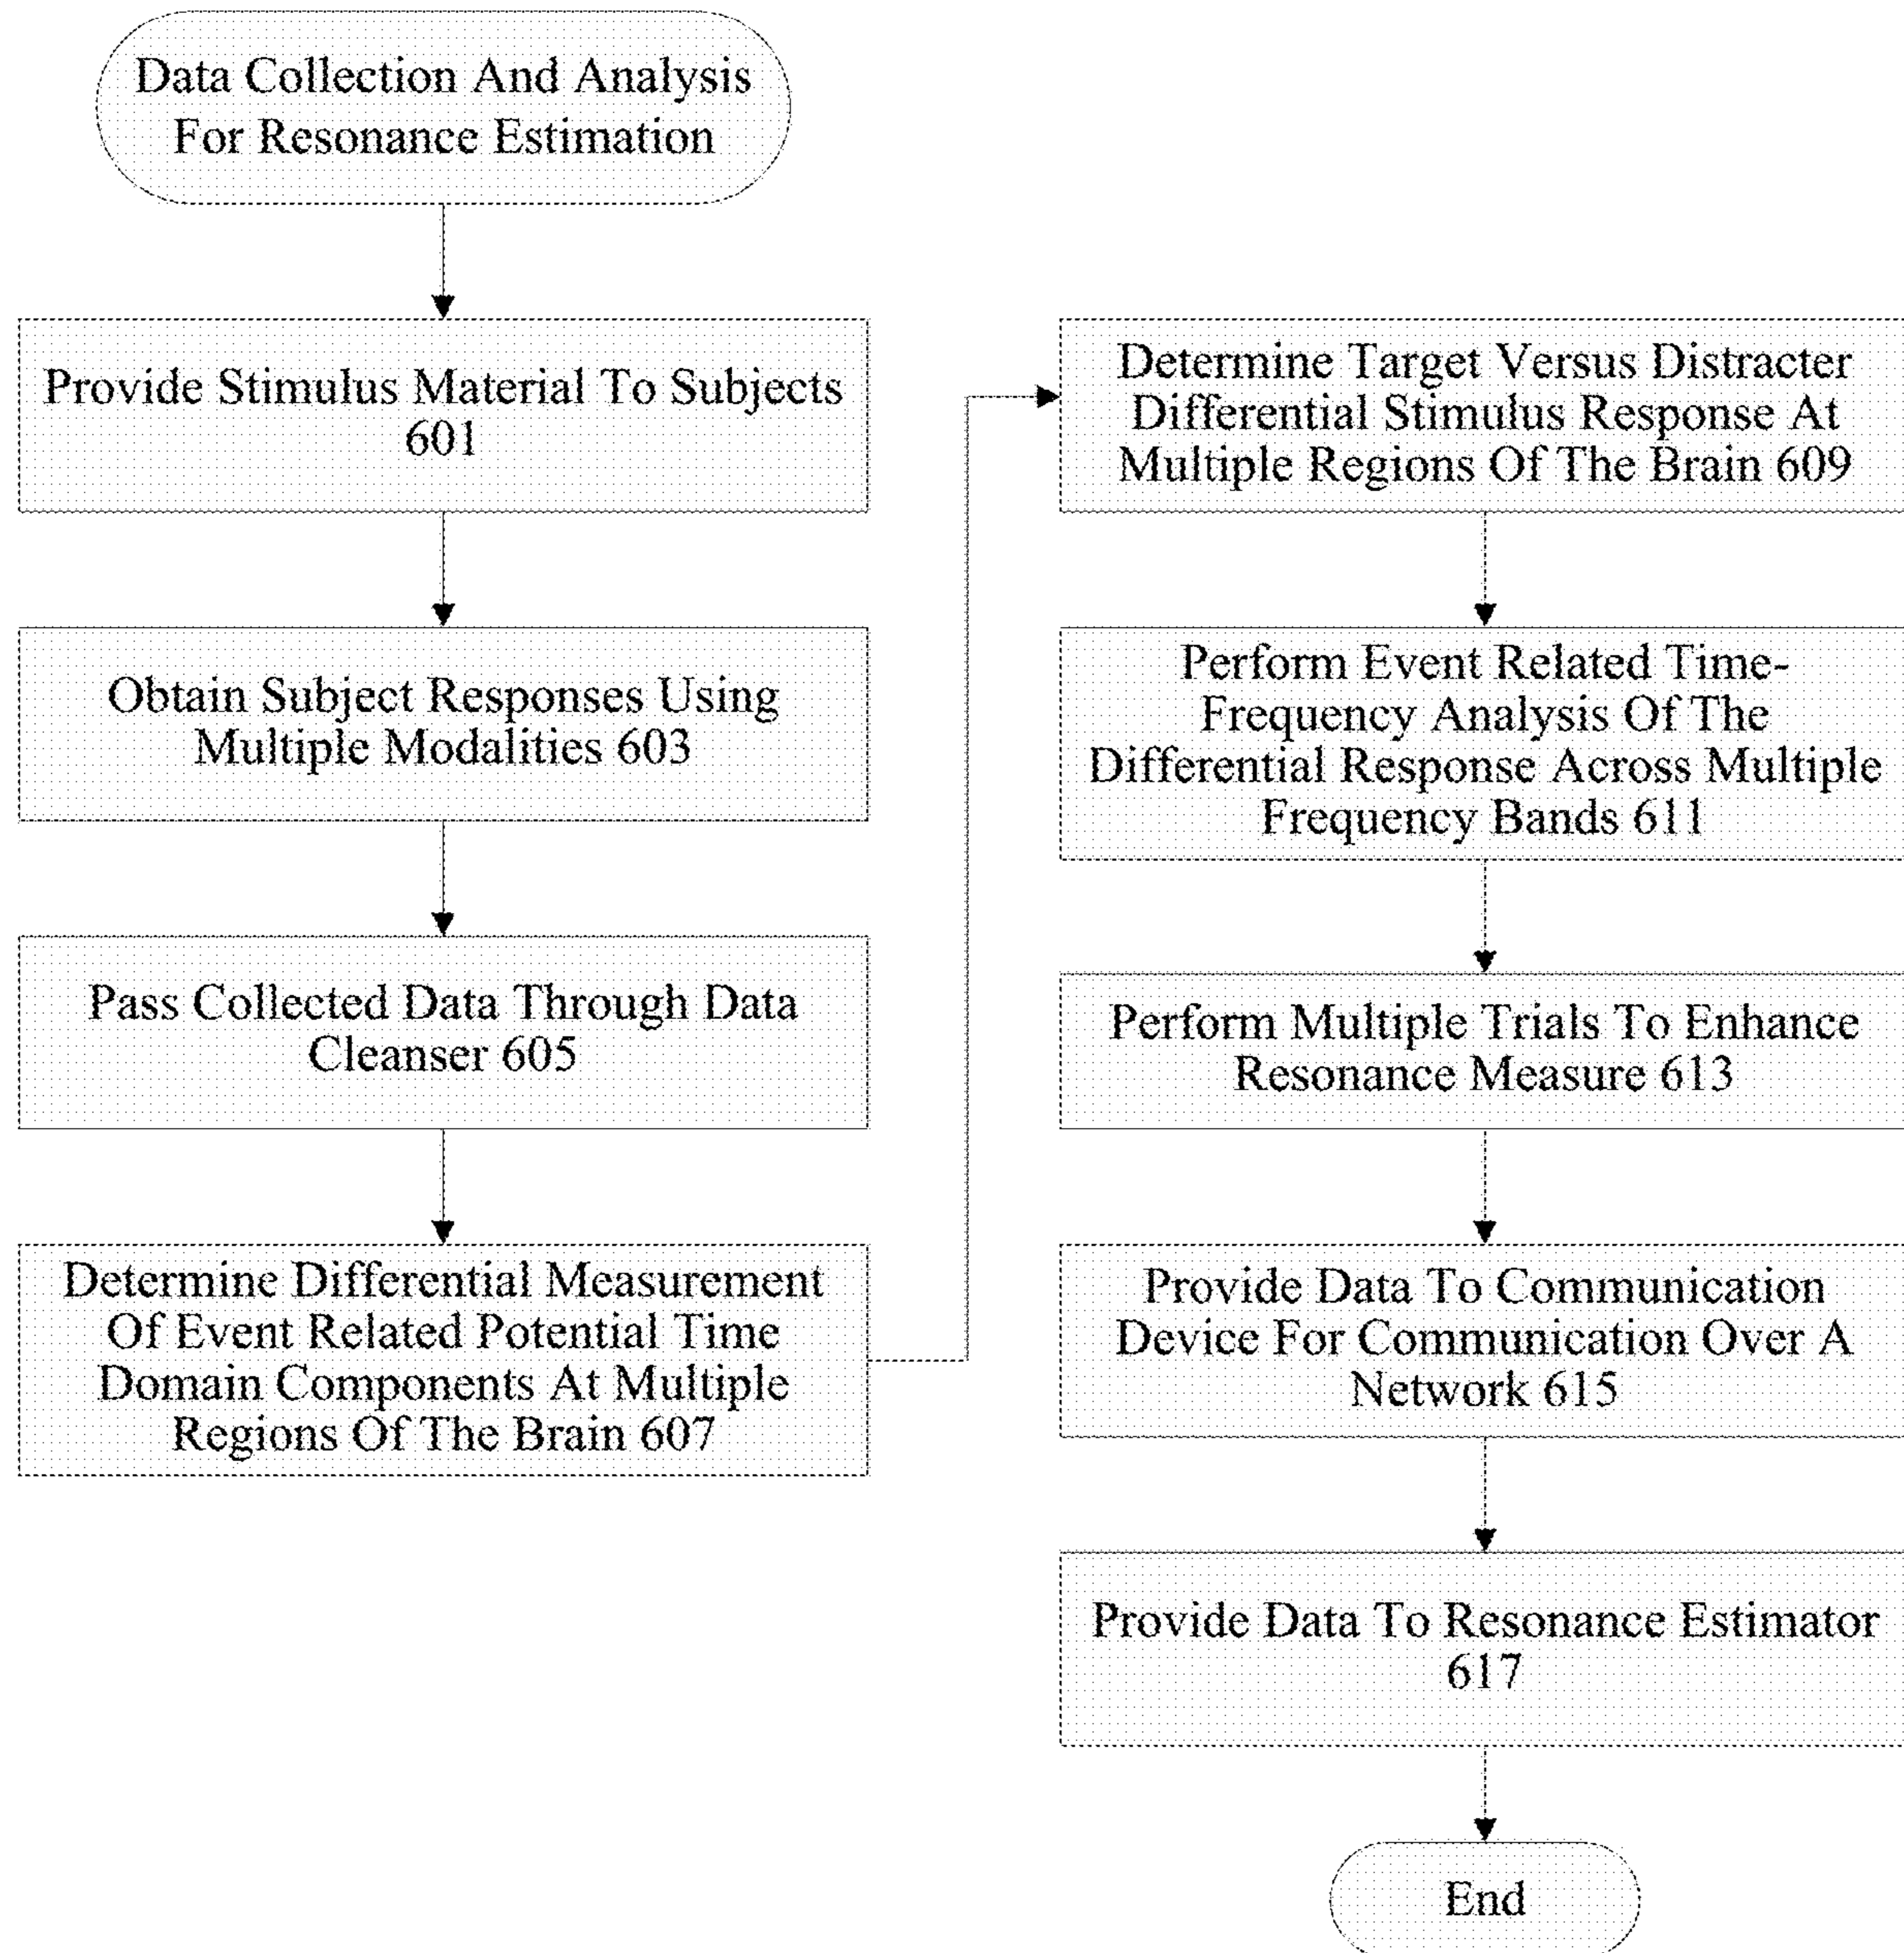 Data Collection And Analysis
For Resonance Estimation
Provide Stimulus Material To Subjects
601
Obtain Subject Responses Using
Multiple Modalities 603
Pass Collected Data Through Data
Cleanser 605
Determine Differential Measurement
Of Event Related Potential Time
Domain Components At Multiple
Regions Of The Brain 607
Determine Target Versus Distracter
Differential Stimulus Response At
Multiple Regions Of The Brain 609
Perform Event Related Time-
Frequency Analysis Of The
Differential Response Across Multiple
Frequency Bands 611
Perform Multiple Trials To Enhance
Resonance Measure 613
Provide Data To Communication
Device For Communication Over A
Network 615
Provide Data To Resonance Estimator
617
End